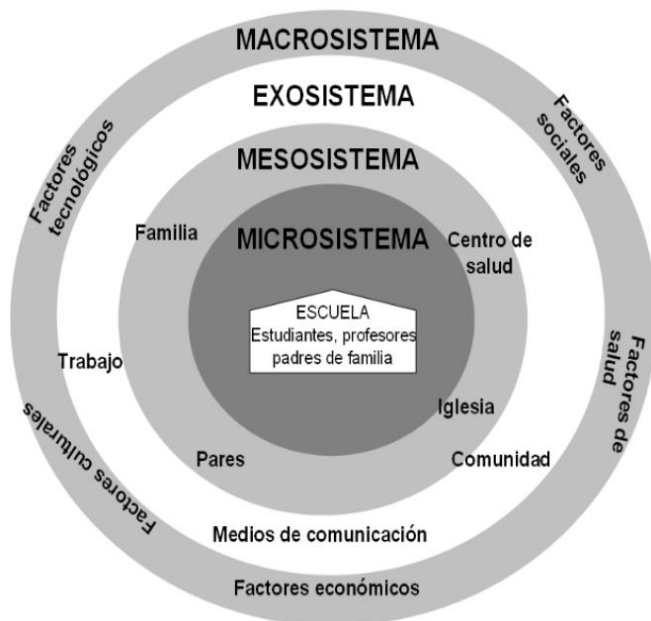 MACROSISTEMA
EXOSISTEMA
MESOSISTEMA
MICROSISTEMA
Factores
tecnológicos
Factores
sociales
Familia
Centro de
salud
ESCUELA
Estudiantes, profesores
padres de familia
Trabajo
Factores de
salud
Iglesia
Pares
Comunidad
Factores culturales
Medios de comunicación
Factores económicos